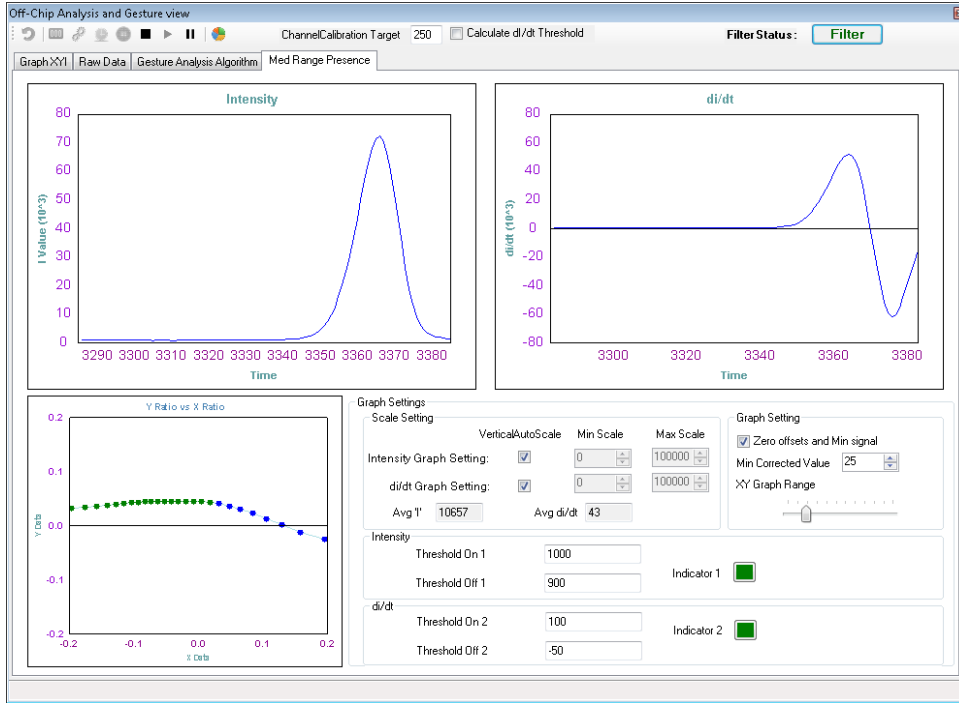 Off-Chip Analysis and Gesture view
ChannelCalibration Target 250 Calculate dI/dt Threshold Filter Status : Filter
Graph XYI Raw Data Gesture Analysis Algorithm Med Range Presence
Intensity
80
70
60
50
40
30
20
10
0
I Value (10^3)
3290 3300 3310 3320 3330 3340 3350 3360 3370 3380
Time
di/dt
80
60
40
20
0
-20
-40
-60
-80
di/dt (10^3)
3300 3320 3340 3360 3380
Time
Y Ratio vs X Ratio
0.2
0.1
0.0
-0.1
-0.2
Y Data
-0.2 -0.1 0.0 0.1 0.2
X Data
Graph Settings
Scale Setting
VerticalAutoScale Min Scale Max Scale
Intensity Graph Setting: 0 100000
di/dt Graph Setting: 0 100000
Avg 'I' 10657 Avg di/dt 43
Graph Setting
Zero offsets and Min signal
Min Corrected Value 25
XY Graph Range
Intensity
Threshold On 1 1000
Threshold Off 1 900
Indicator 1
di/dt
Threshold On 2 100
Threshold Off 2 -50
Indicator 2